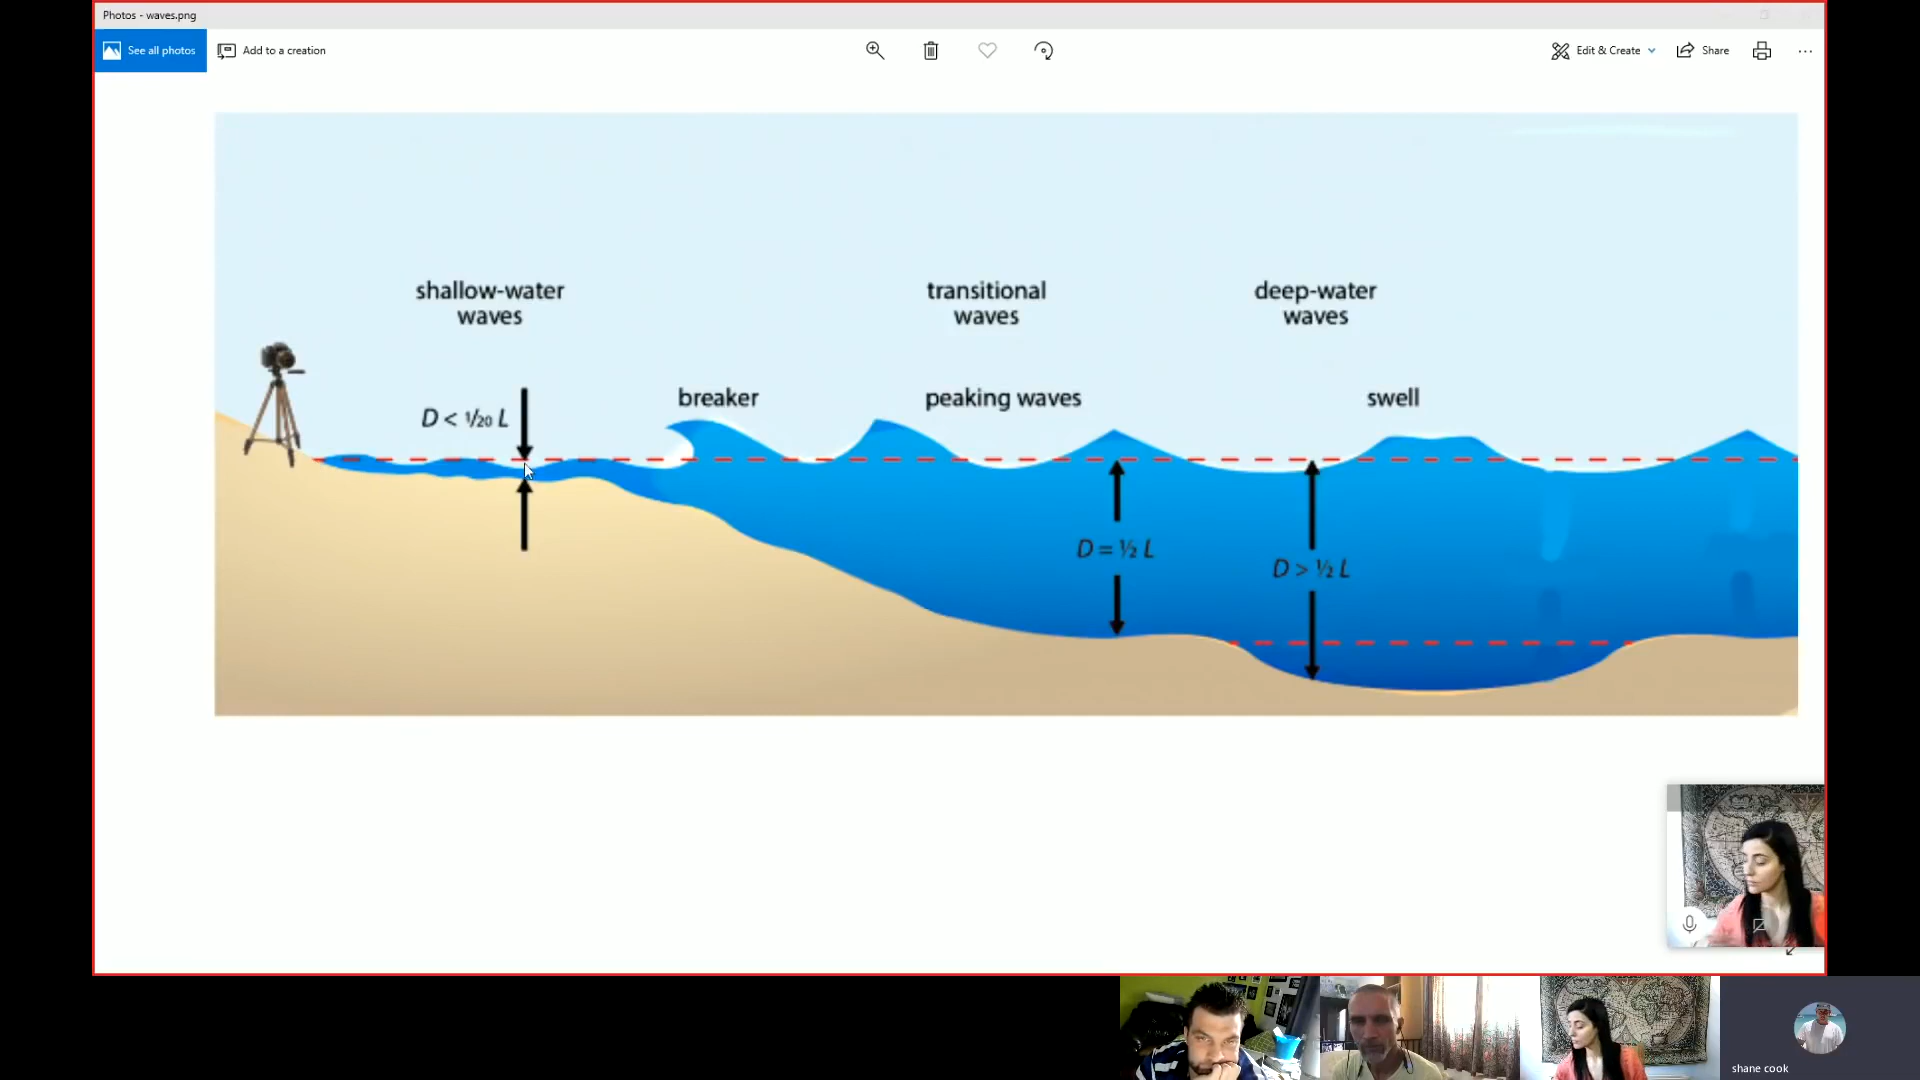 Photos - waves.png
See all photos
Add to a creation
Edit & Create
Share
shallow-water
waves
transitional
waves
deep-water
waves
breaker
peaking waves
swell
D < 1/20 L
D = ½ L
D > ½ L
shane cook